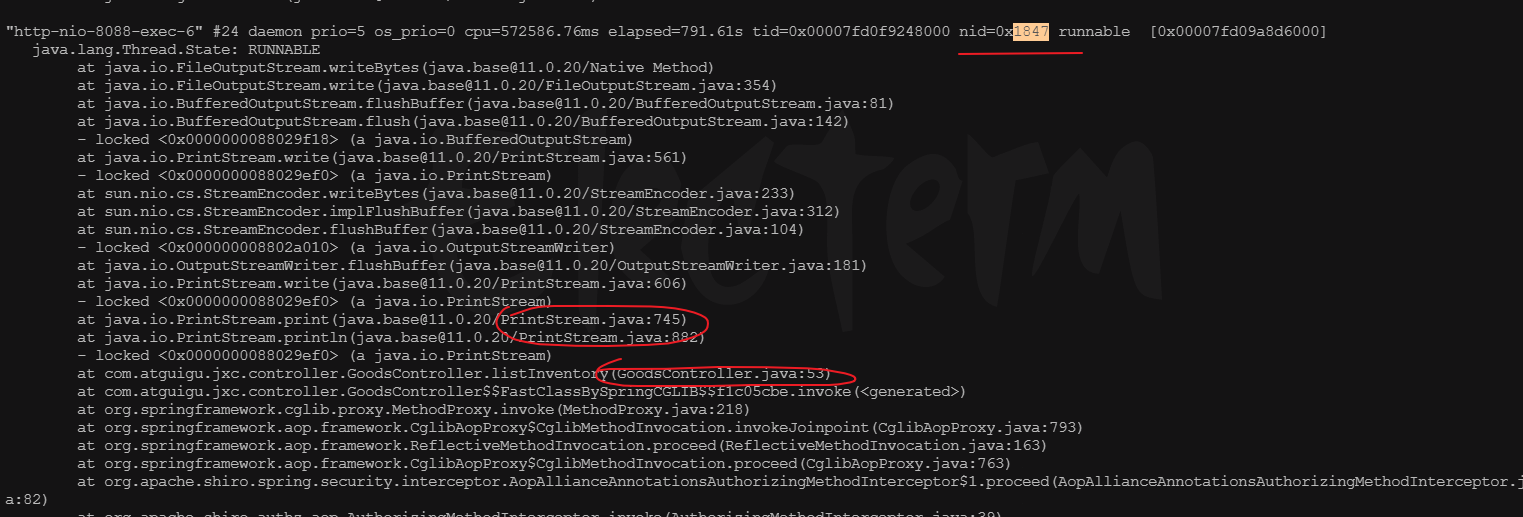 "http-nio-8088-exec-6" #24 daemon prio=5 os_prio=0 cpu=572586.76ms elapsed=791.61s tid=0x00007fd0f9248000 nid=0x1847 runnable  [0x00007fd09a8d6000]
   java.lang.Thread.State: RUNNABLE
        at java.io.FileOutputStream.writeBytes(java.base@11.0.20/Native Method)
        at java.io.FileOutputStream.write(java.base@11.0.20/FileOutputStream.java:354)
        at java.io.BufferedOutputStream.flushBuffer(java.base@11.0.20/BufferedOutputStream.java:81)
        at java.io.BufferedOutputStream.flush(java.base@11.0.20/BufferedOutputStream.java:142)
        - locked <0x0000000088029f18> (a java.io.BufferedOutputStream)
        at java.io.PrintStream.write(java.base@11.0.20/PrintStream.java:561)
        - locked <0x0000000088029ef0> (a java.io.PrintStream)
        at sun.nio.cs.StreamEncoder.writeBytes(java.base@11.0.20/StreamEncoder.java:233)
        at sun.nio.cs.StreamEncoder.implFlushBuffer(java.base@11.0.20/StreamEncoder.java:312)
        at sun.nio.cs.StreamEncoder.flushBuffer(java.base@11.0.20/StreamEncoder.java:104)
        - locked <0x000000008802a010> (a java.io.OutputStreamWriter)
        at java.io.OutputStreamWriter.flushBuffer(java.base@11.0.20/OutputStreamWriter.java:181)
        at java.io.PrintStream.write(java.base@11.0.20/PrintStream.java:606)
        - locked <0x0000000088029ef0> (a java.io.PrintStream)
        at java.io.PrintStream.print(java.base@11.0.20/PrintStream.java:745)
        at java.io.PrintStream.println(java.base@11.0.20/PrintStream.java:882)
        - locked <0x0000000088029ef0> (a java.io.PrintStream)
        at com.atguigu.jxc.controller.GoodsController.listInventory(GoodsController.java:53)
        at com.atguigu.jxc.controller.GoodsController$$FastClassBySpringCGLIB$$f1c05cbe.invoke(<generated>)
        at org.springframework.cglib.proxy.MethodProxy.invoke(MethodProxy.java:218)
        at org.springframework.aop.framework.CglibAopProxy$CglibMethodInvocation.invokeJoinpoint(CglibAopProxy.java:793)
        at org.springframework.aop.framework.ReflectiveMethodInvocation.proceed(ReflectiveMethodInvocation.java:163)
        at org.springframework.aop.framework.CglibAopProxy$CglibMethodInvocation.proceed(CglibAopProxy.java:763)
        at org.apache.shiro.spring.security.interceptor.AopAllianceAnnotationsAuthorizingMethodInterceptor$1.proceed(AopAllianceAnnotationsAuthorizingMethodInterceptor.j
a:82)
        at org.apache.shiro.authz.aop.AuthorizingMethodInterceptor.invoke(AuthorizingMethodInterceptor.java:39)